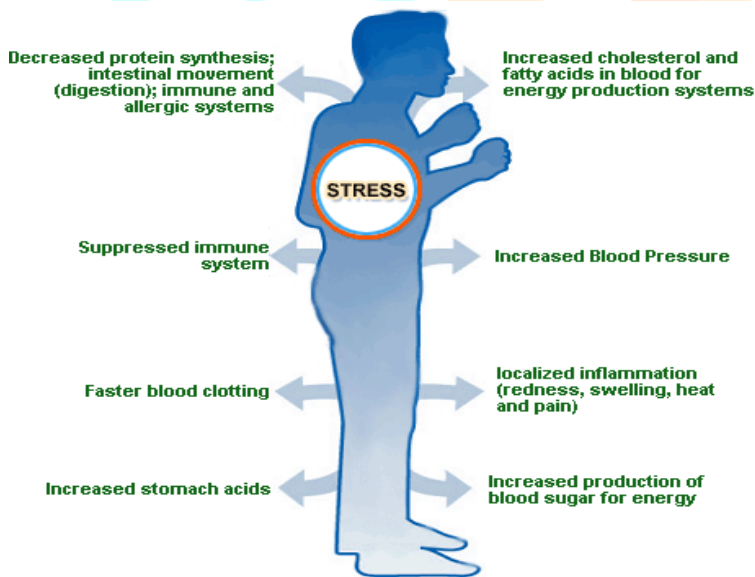 Decreased protein synthesis;
intestinal movement
(digestion); immune and
allergic systems
Increased cholesterol and
fatty acids in blood for
energy production systems
STRESS
Suppressed immune
system
Increased Blood Pressure
Faster blood clotting
localized inflammation
(redness, swelling, heat
and pain)
Increased stomach acids
Increased production of
blood sugar for energy